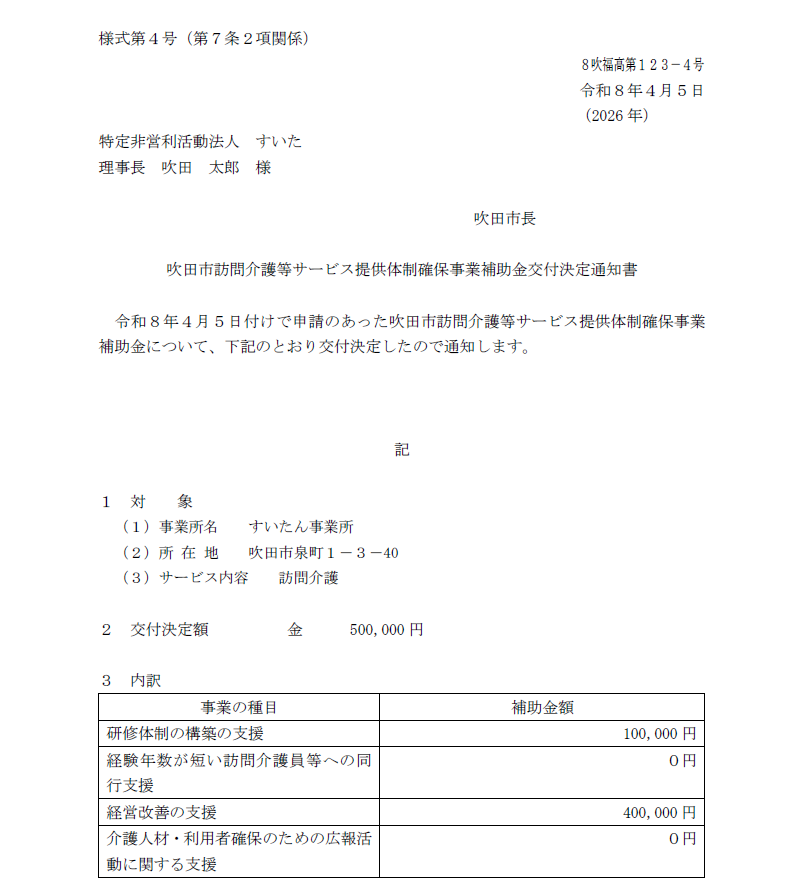 様式第４号（第７条２項関係）
８吹福高第１２３－４号
令和８年４月５日
（2026 年）
特定非営利活動法人　すいた
理事長　吹田　太郎　様
吹田市長
吹田市訪問介護等サービス提供体制確保事業補助金交付決定通知書
令和８年４月５日付けで申請のあった吹田市訪問介護等サービス提供体制確保事業
補助金について、下記のとおり交付決定したので通知します。
記
１　対　　象
（１）事業所名　　すいたん事業所
（２）所 在 地　　吹田市泉町１－３－40
（３）サービス内容　　訪問介護
２　交付決定額　　　　　金　　　500,000 円
３　内訳
事業の種目　補助金額
研修体制の構築の支援　100,000 円
経験年数が短い訪問介護員等への同　０円
行支援
経営改善の支援　400,000 円
介護人材・利用者確保のための広報活　０円
動に関する支援